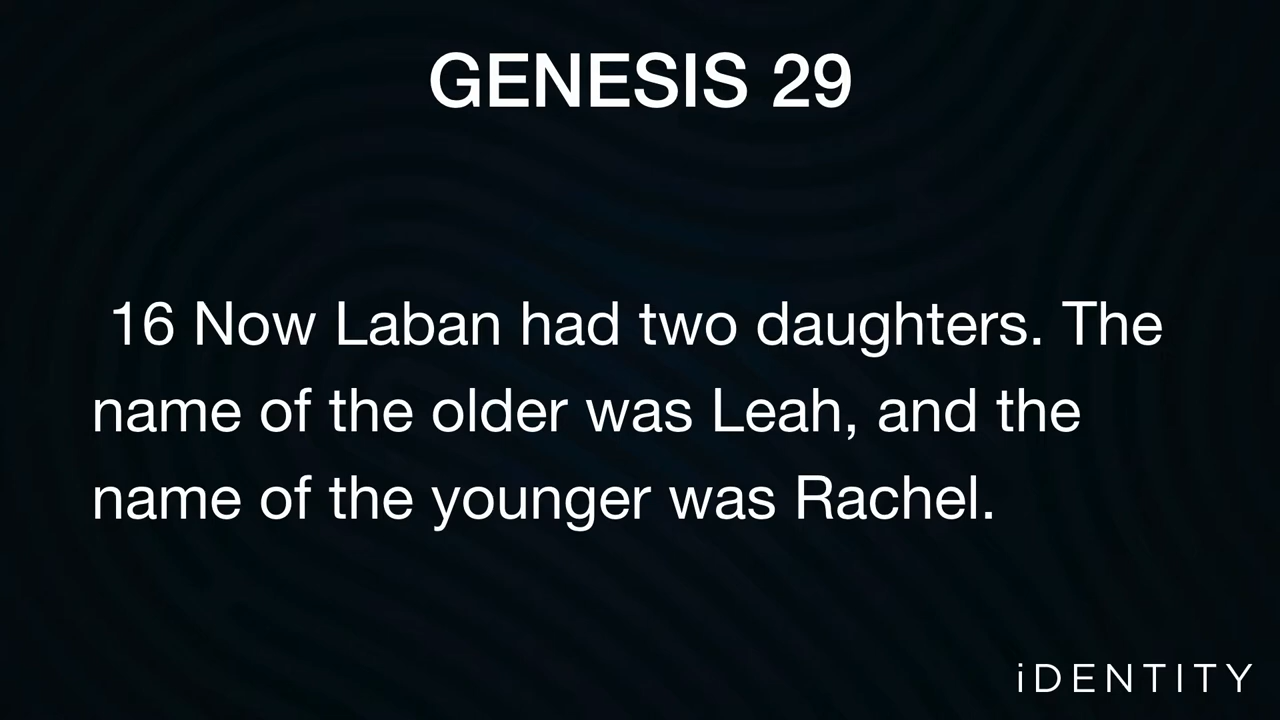 GENESIS 29
16 Now Laban had two daughters. The
name of the older was Leah, and the
name of the younger was Rachel.
iDENTITY